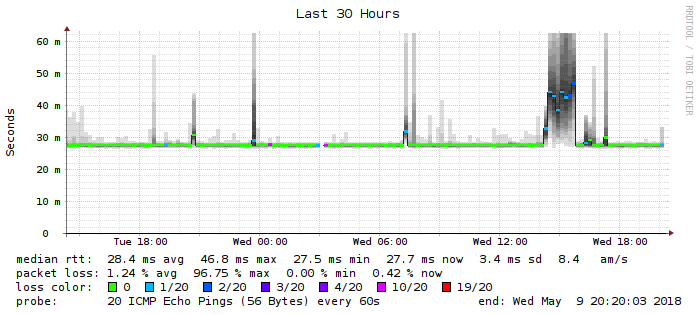 Last 30 Hours
RRDTOOL / TOBI OETIKER
Seconds
60 m
50 m
40 m
30 m
20 m
10 m
0
Tue 18:00 Wed 00:00 Wed 06:00 Wed 12:00 Wed 18:00
median rtt: 28.4 ms avg 46.8 ms max 27.5 ms min 27.7 ms now 3.4 ms sd 8.4 am/s
packet loss: 1.24 % avg 96.75 % max 0.00 % min 0.42 % now
loss color: 0 1/20 2/20 3/20 4/20 10/20 19/20
probe: 20 ICMP Echo Pings (56 Bytes) every 60s end: Wed May 9 20:20:03 2018